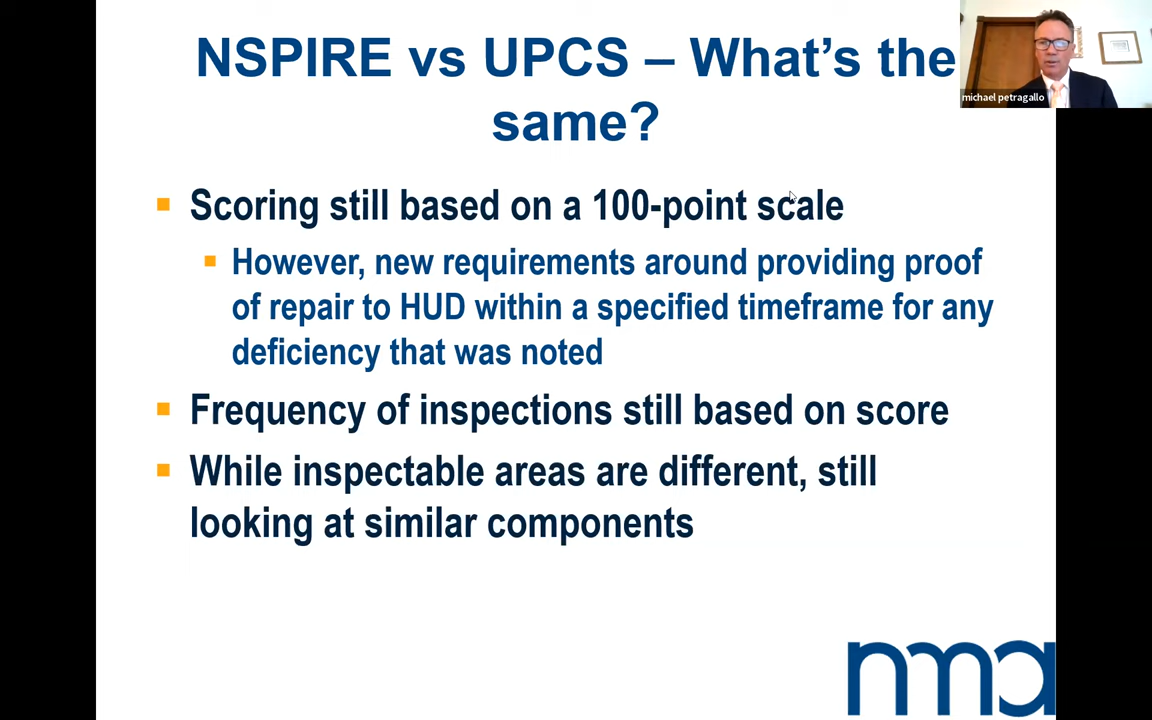 NSPIRE vs UPCS – What's the
same?
michael petragallo
Scoring still based on a 100-point scale
However, new requirements around providing proof
of repair to HUD within a specified timeframe for any
deficiency that was noted
Frequency of inspections still based on score
While inspectable areas are different, still
looking at similar components
nma